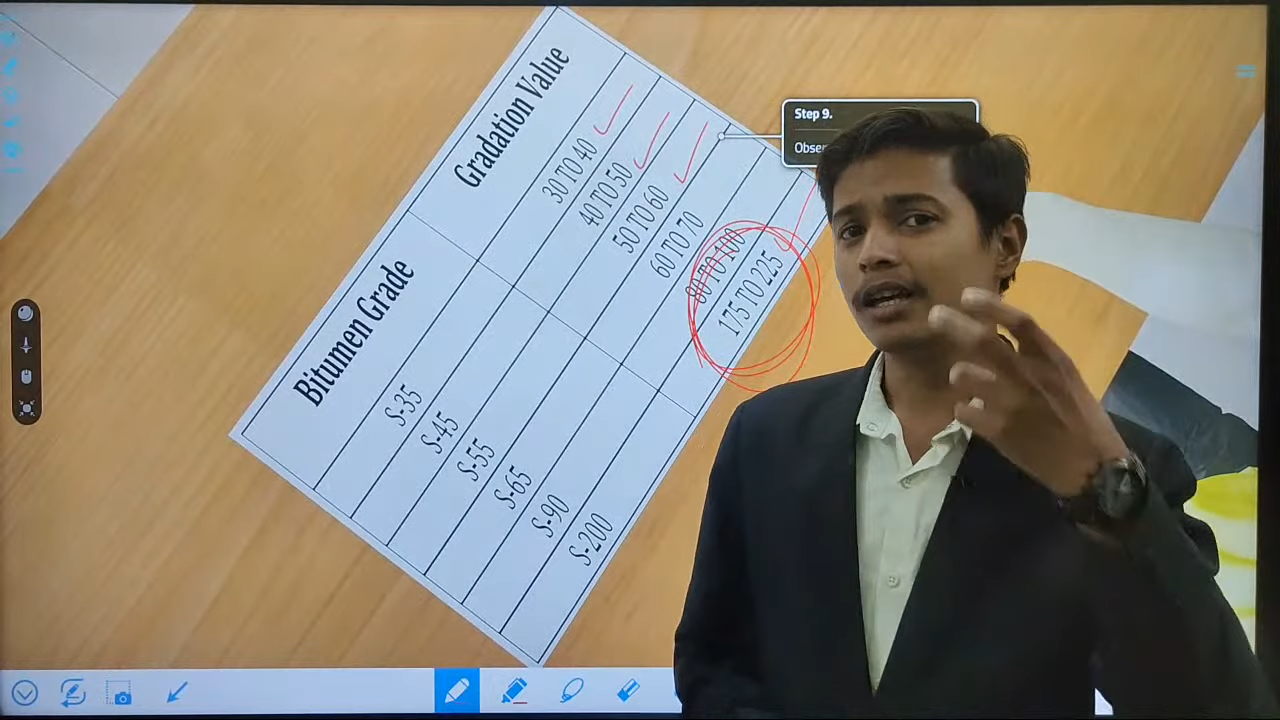 Bitumen Grade Gradation Value
S-35 30 TO 40
S-45 40 TO 50
S-55 50 TO 60
S-65 60 TO 70
S-90 80 TO 100
S-200 175 TO 225
Step 9.